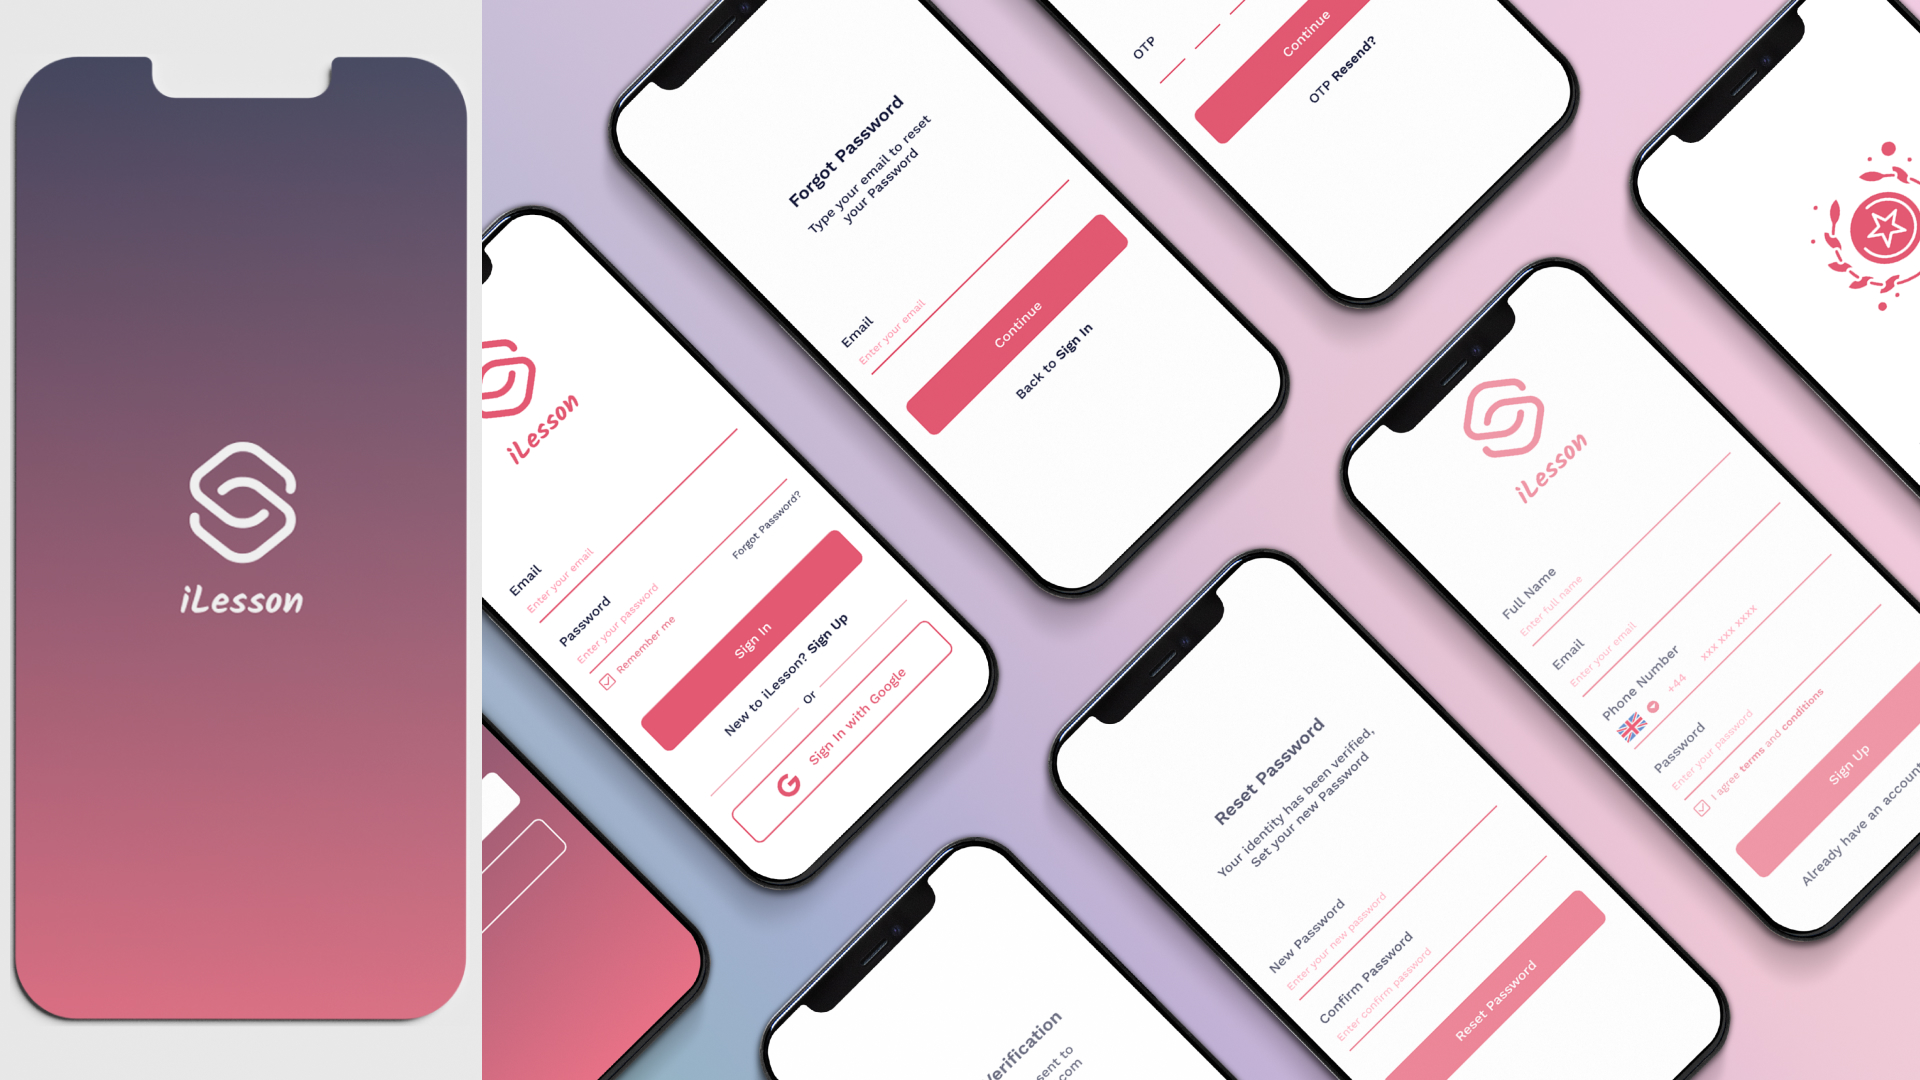 iLesson
iLesson
Email
Enter your email
Password
Enter your password
Remember me
Forgot Password?
Sign In
New to iLesson? Sign Up
Or
Sign In with Google
Forgot Password
Type your email to reset
your Password
Email
Enter your email
Continue
Back to Sign In
OTP
Continue
OTP Resend?
erification
sent to
.com
Reset Password
Your identity has been verified,
Set your new Password
New Password
Enter your new password
Confirm Password
Enter confirm password
Reset Password
iLesson
Full Name
Enter full name
Email
Enter your email
Phone Number
+44 xxx xxx xxxx
Password
Enter your password
I agree terms and conditions
Sign Up
Already have an account